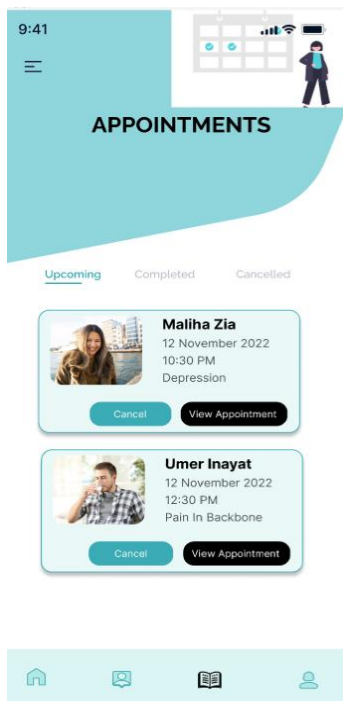 9:41
APPOINTMENTS
Upcoming Completed Cancelled
Maliha Zia
12 November 2022
10:30 PM
Depression
Cancel View Appointment
Umer Inayat
12 November 2022
12:30 PM
Pain In Backbone
Cancel View Appointment